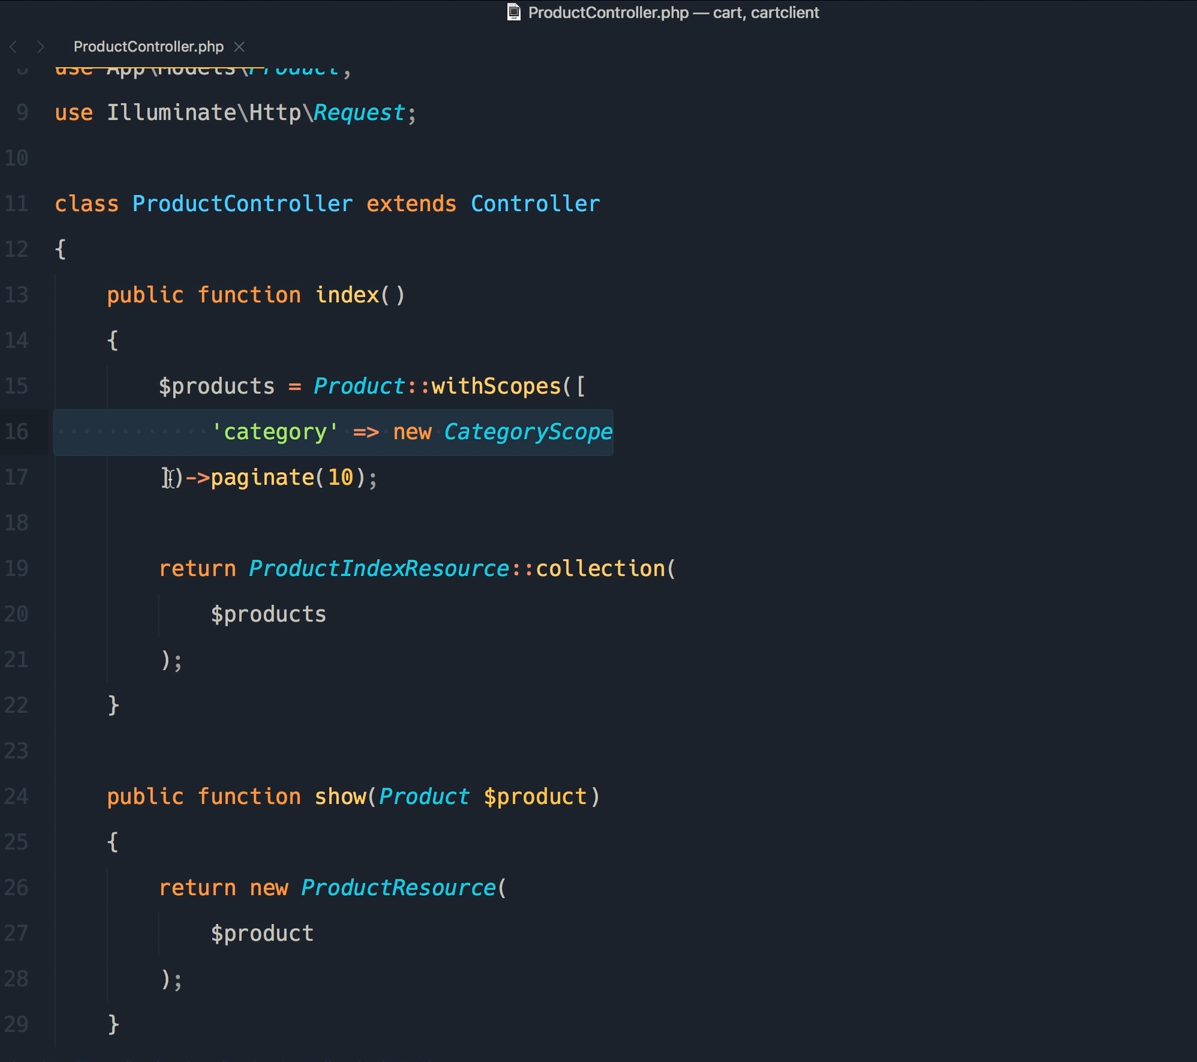 ProductController.php — cart, cartclient
ProductController.php
8 use App\Models\Product;
9 use Illuminate\Http\Request;
10
11 class ProductController extends Controller
12 {
13     public function index()
14     {
15         $products = Product::withScopes([
16             'category' => new CategoryScope
17         ])->paginate(10);
18
19         return ProductIndexResource::collection(
20             $products
21         );
22     }
23
24     public function show(Product $product)
25     {
26         return new ProductResource(
27             $product
28         );
29     }